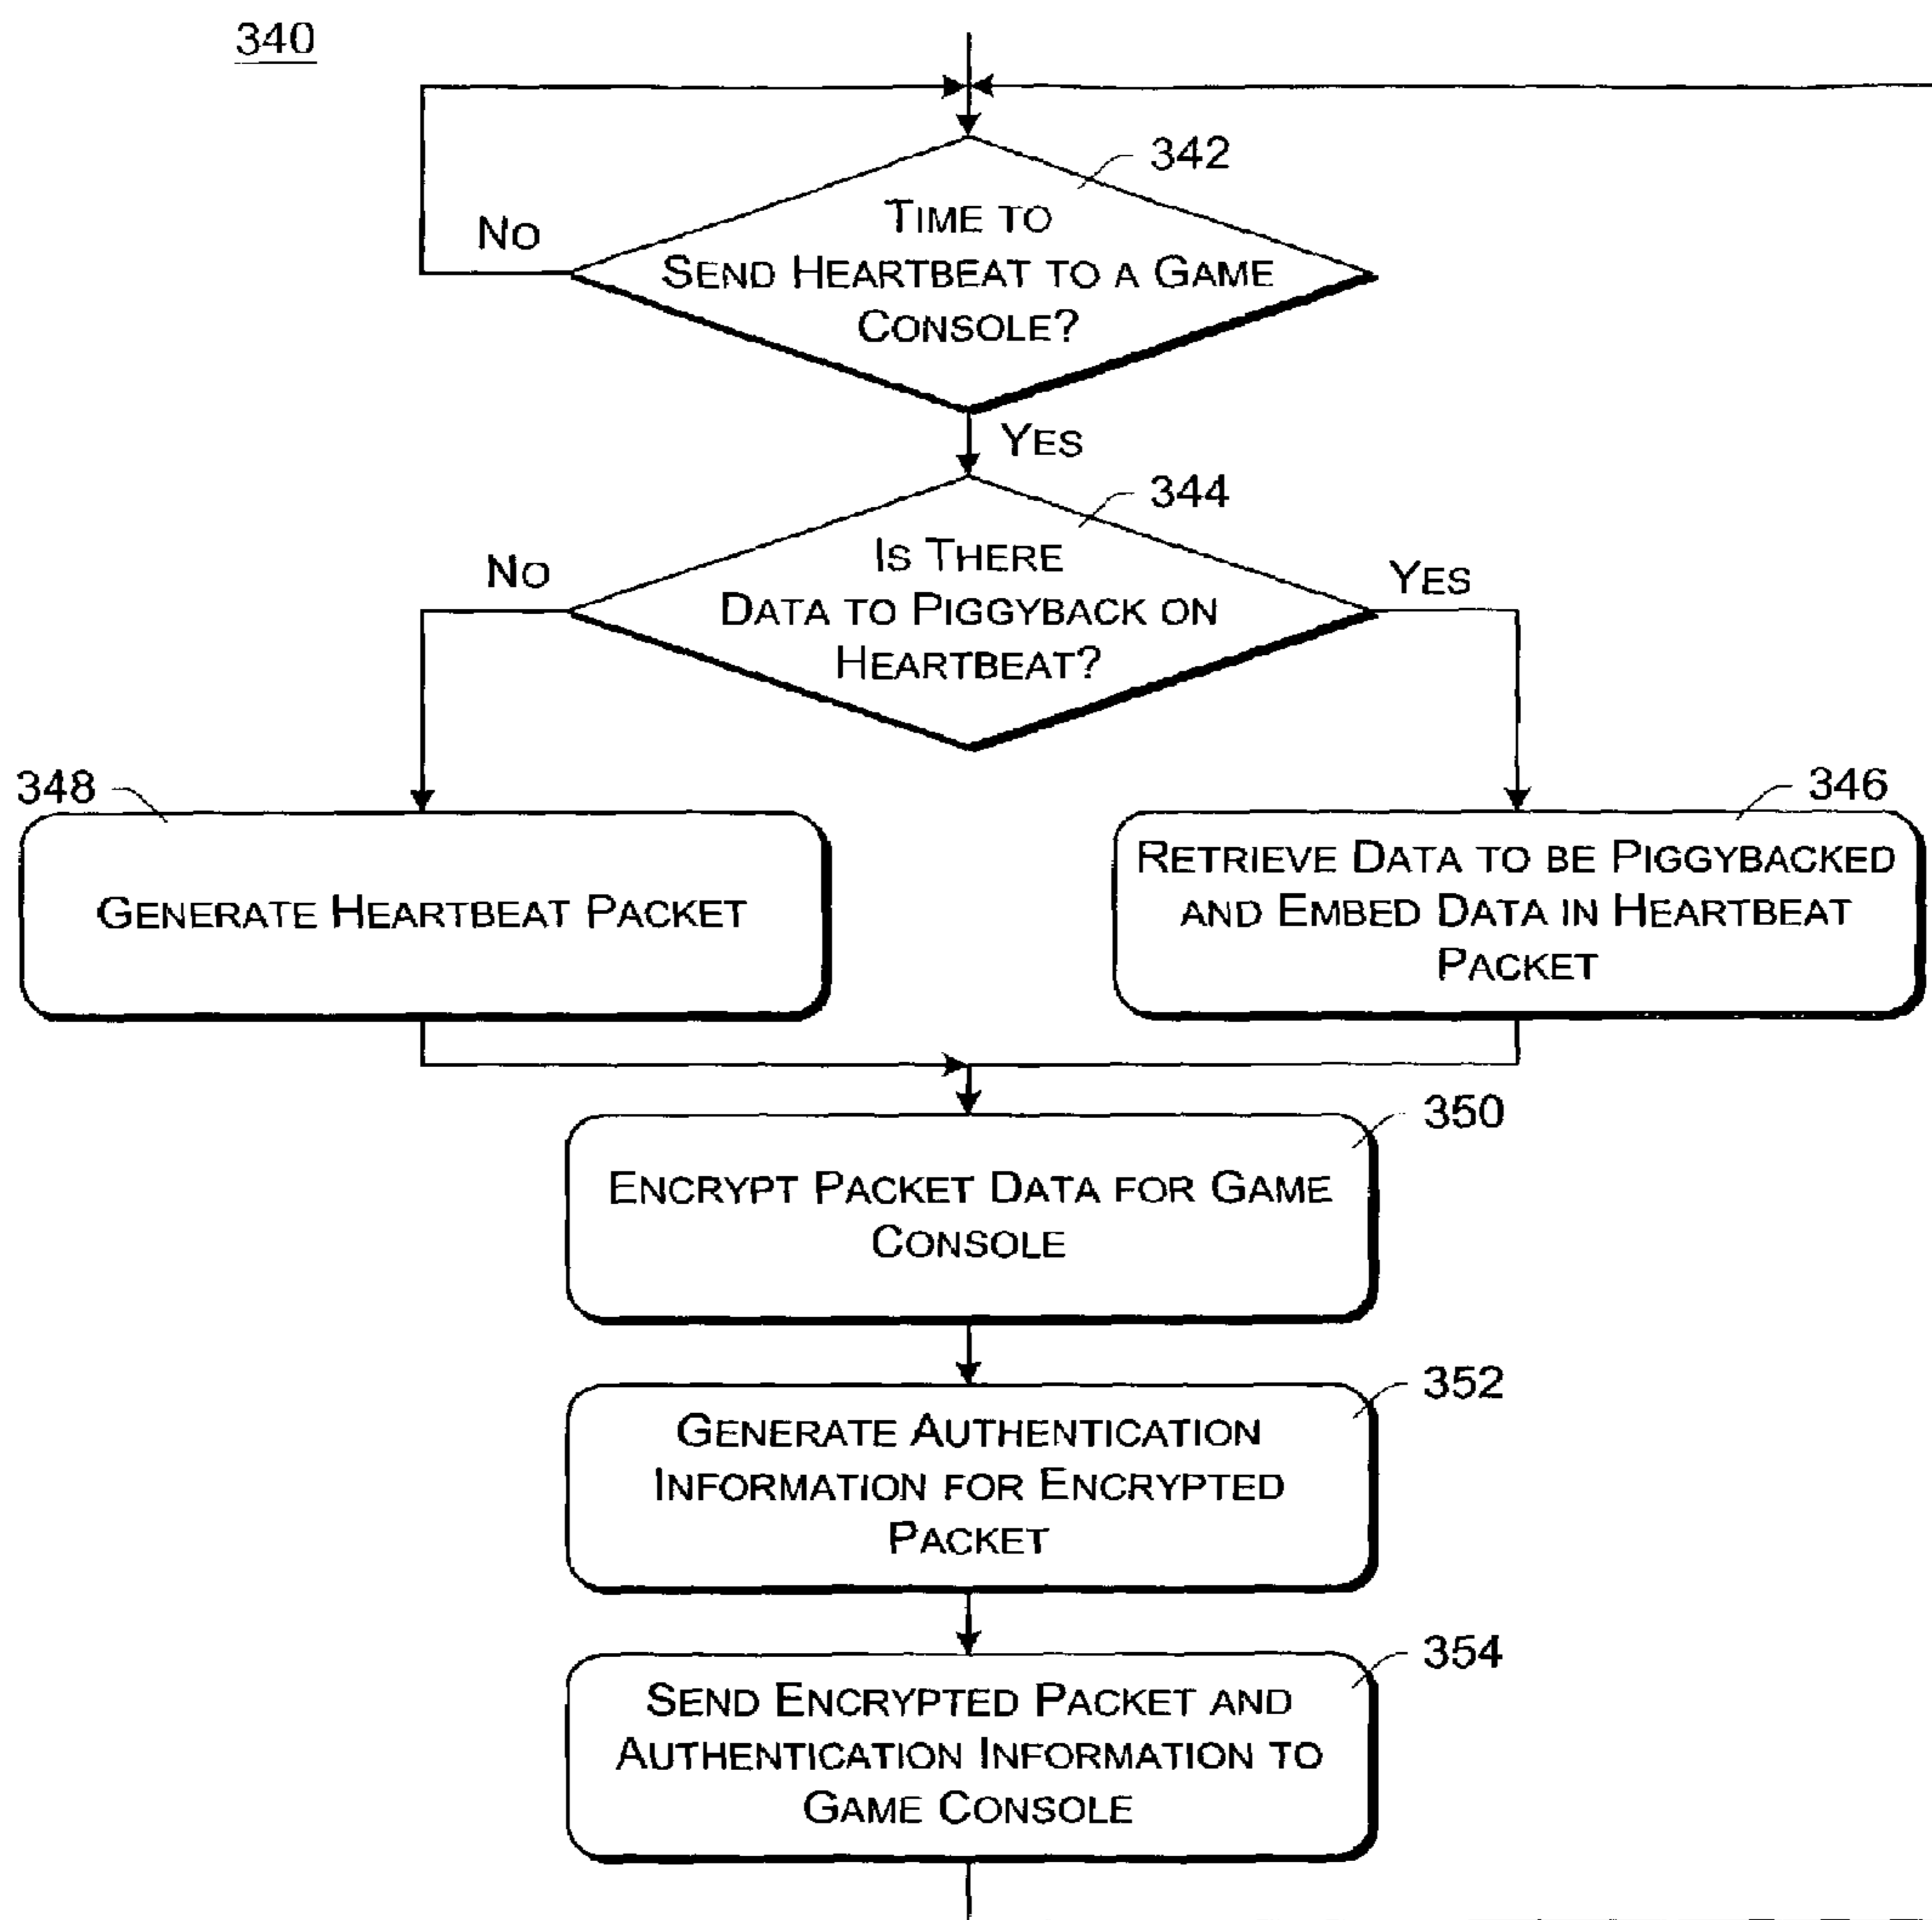 340
342
TIME TO
SEND HEARTBEAT TO A GAME
CONSOLE?
NO
YES
344
IS THERE
DATA TO PIGGYBACK ON
HEARTBEAT?
NO
YES
348
GENERATE HEARTBEAT PACKET
346
RETRIEVE DATA TO BE PIGGYBACKED
AND EMBED DATA IN HEARTBEAT
PACKET
350
ENCRYPT PACKET DATA FOR GAME
CONSOLE
352
GENERATE AUTHENTICATION
INFORMATION FOR ENCRYPTED
PACKET
354
SEND ENCRYPTED PACKET AND
AUTHENTICATION INFORMATION TO
GAME CONSOLE